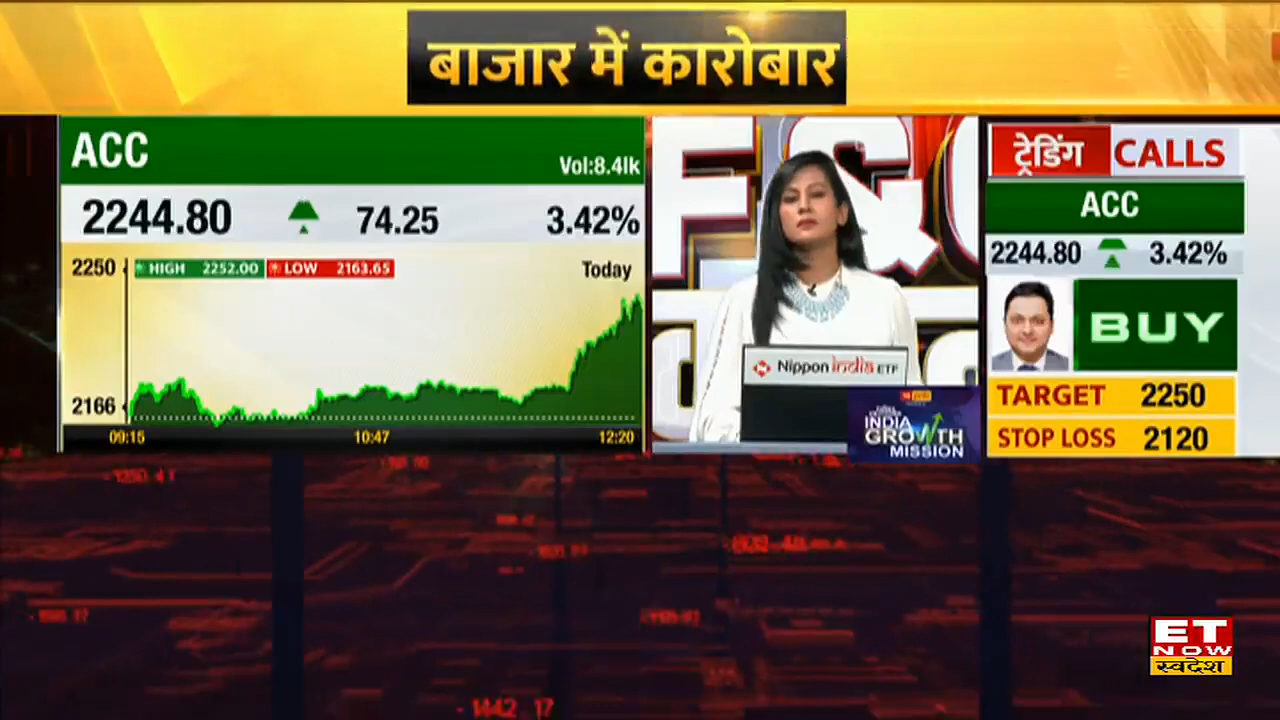 बाजार में कारोबार
ACC
Vol:8.4lk
2244.80 74.25 3.42%
2250
HIGH 2252.00 LOW 2163.65
Today
2166
09:15 10:47 12:20
F&O
Nippon india ETF
INDIA
GROWTH
MISSION
ट्रेडिंग CALLS
ACC
2244.80 3.42%
BUY
TARGET 2250
STOP LOSS 2120
- 1442. 17
ET
NOW
स्वदेश